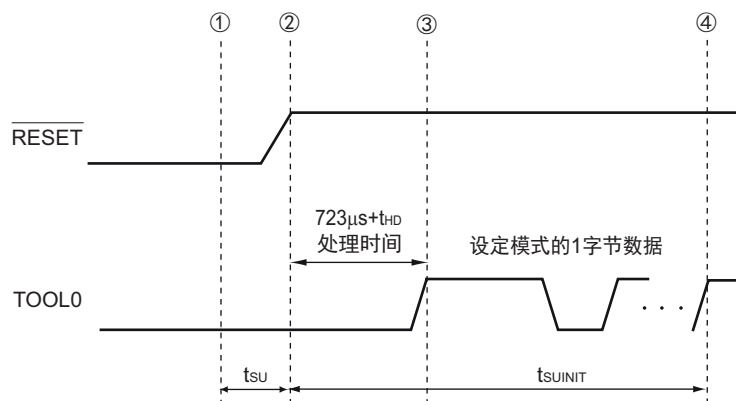 ① ② ③ ④
RESET
723μs+tHD
处理时间
设定模式的1字节数据
TOOL0
. . .
tSU
tSUINIT